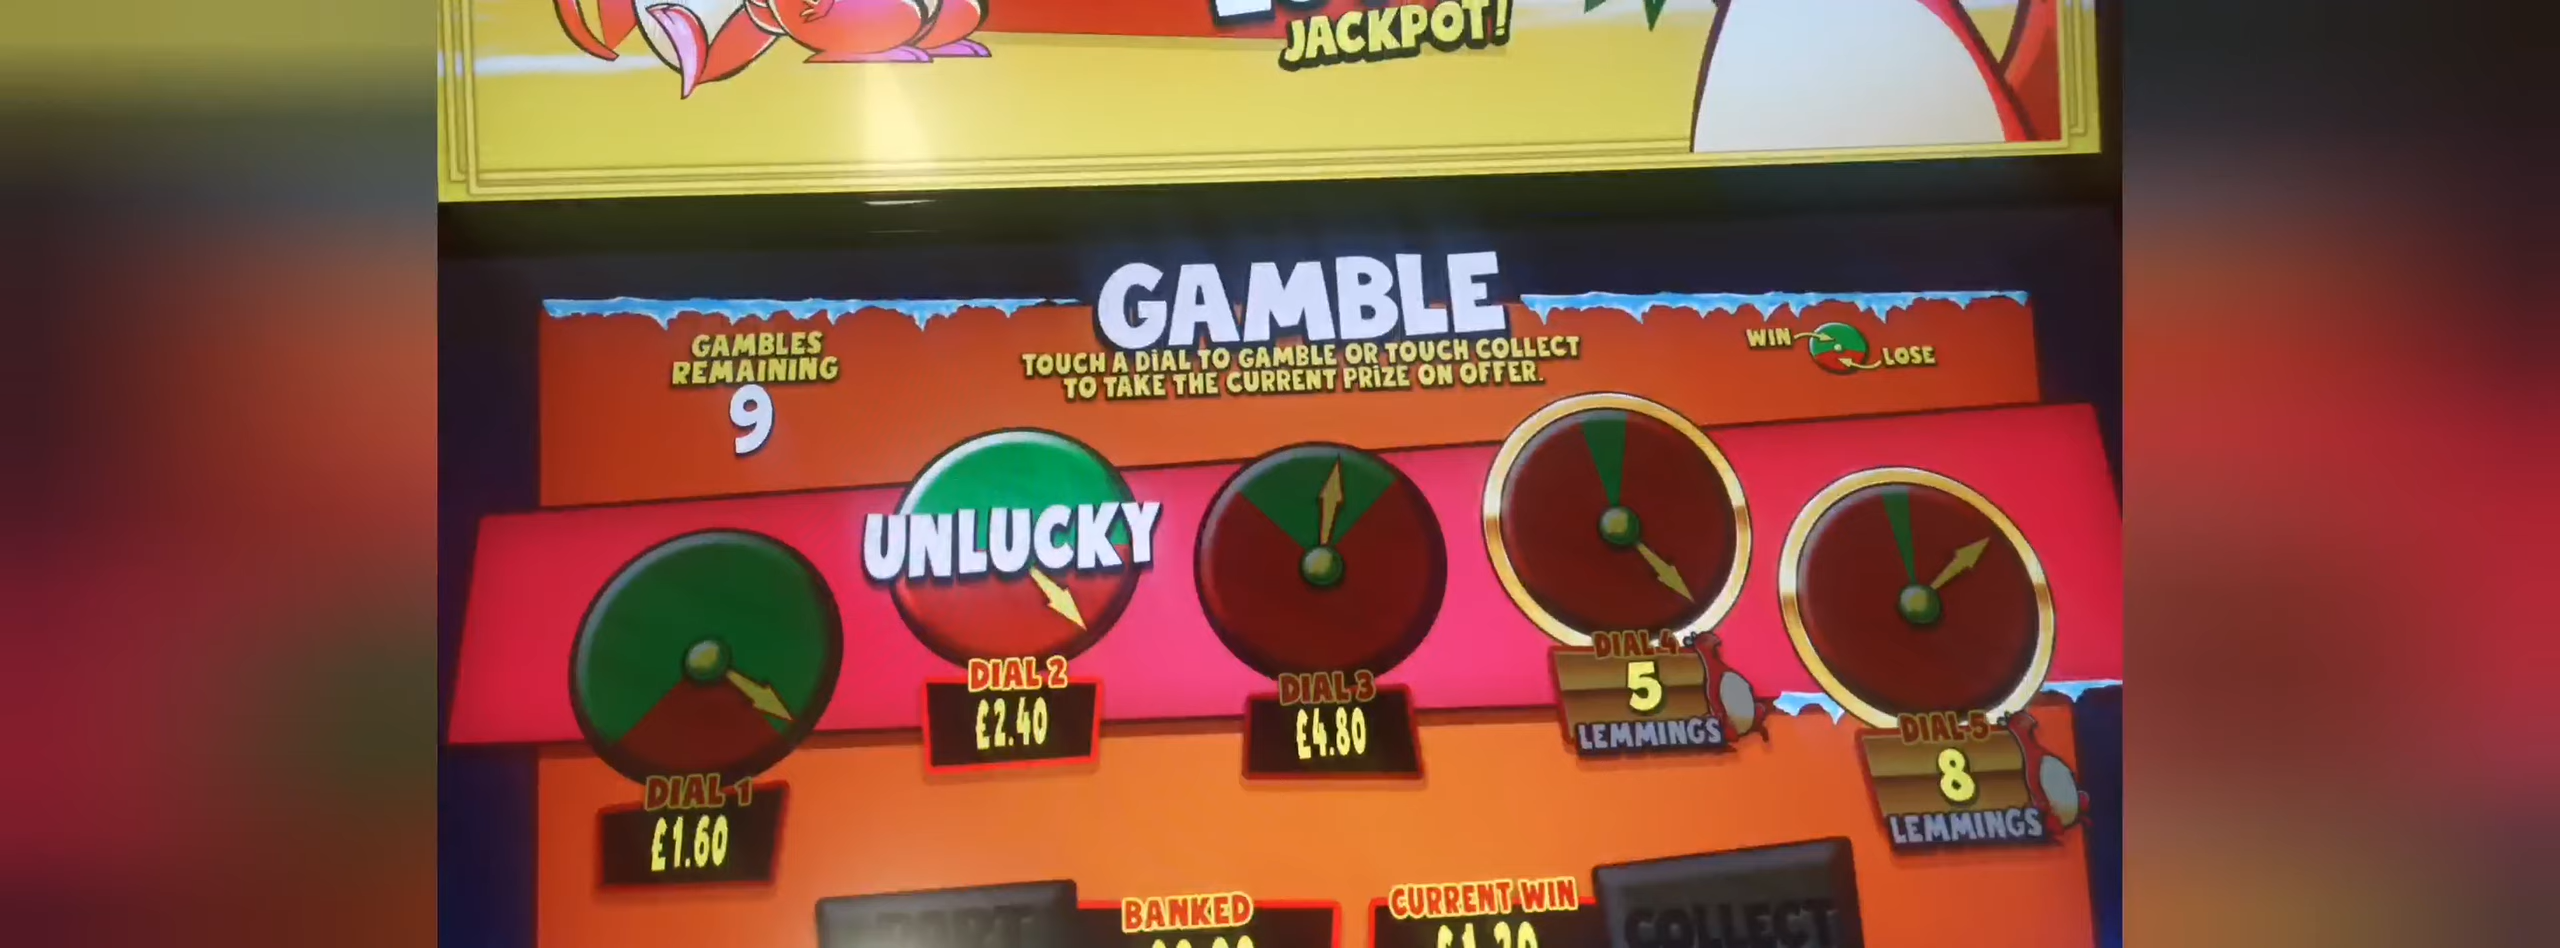 JACKPOT!
GAMBLE
GAMBLES
REMAINING
9
TOUCH A DIAL TO GAMBLE OR TOUCH COLLECT
TO TAKE THE CURRENT PRIZE ON OFFER.
WIN
LOSE
UNLUCKY
DIAL 1
£1.60
DIAL 2
£2.40
DIAL 3
£4.80
DIAL 4
5
LEMMINGS
DIAL 5
8
LEMMINGS
BANKED
CURRENT WIN
£1.20
COLLECT